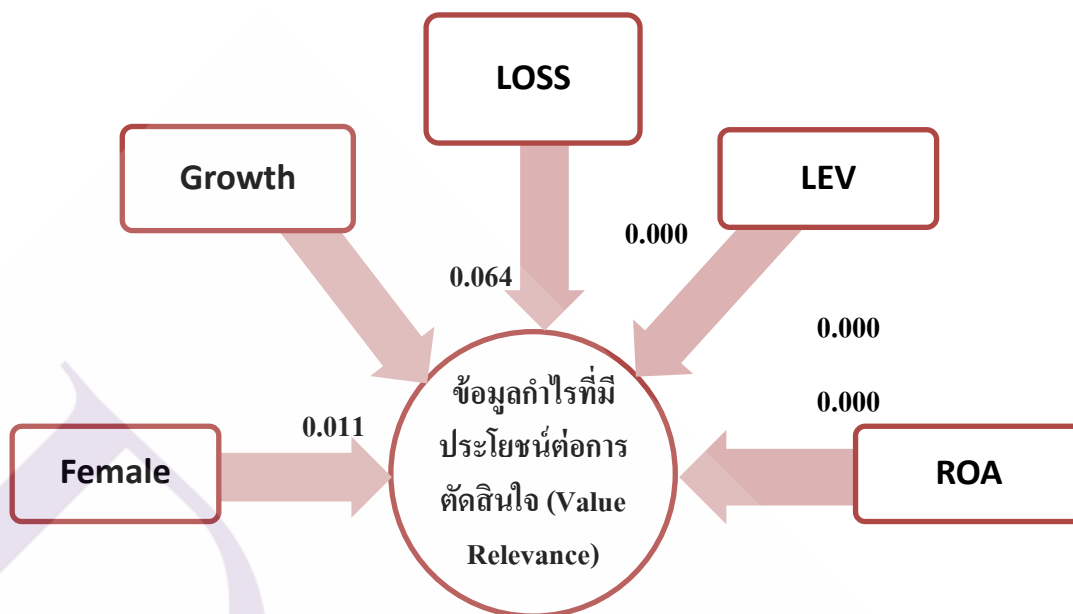 LOSS
Growth
LEV
0.000
0.064
0.000
0.000
0.011
Female
ROA
ข้อมูลกำไรที่มี
ประโยชน์ต่อการ
ตัดสินใจ (Value
Relevance)